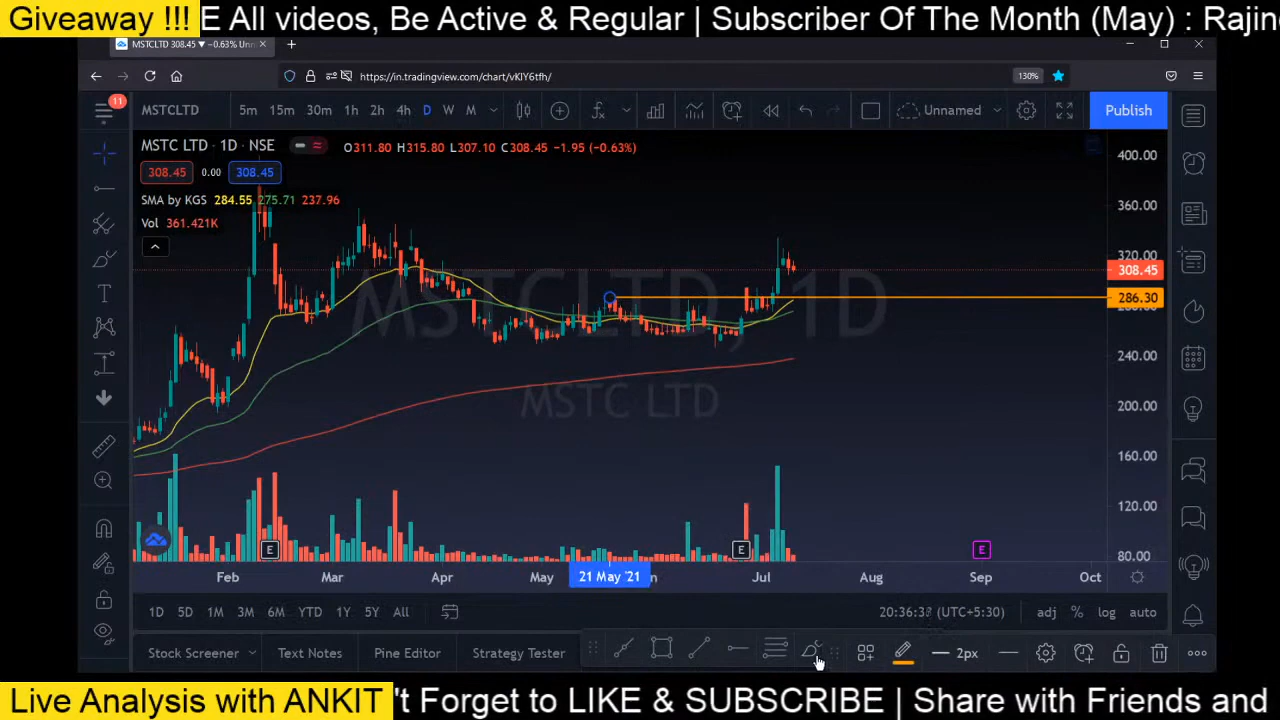 Giveaway !!! E All videos, Be Active & Regular | Subscriber Of The Month (May) : Rajin
MSTCLTD 308.45 ▼ −0.63% Unn
https://in.tradingview.com/chart/vKlY6tfh/ 130%
11 MSTCLTD 5m 15m 30m 1h 2h 4h D W M Unnamed Publish
MSTC LTD · 1D · NSE O311.80 H315.80 L307.10 C308.45 −1.95 (−0.63%)
308.45 0.00 308.45
SMA by KGS 284.55 275.71 237.96
Vol 361.421K
400.00
360.00
320.00
308.45
286.30
240.00
200.00
160.00
120.00
80.00
MSTCLTD, 1D
MSTC LTD
E E E
Feb Mar Apr May 21 May '21 Jul Aug Sep Oct
1D 5D 1M 3M 6M YTD 1Y 5Y All (UTC+5:30) adj % log auto
Stock Screener Text Notes Pine Editor Strategy Tester 2px
Live Analysis with ANKIT 't Forget to LIKE & SUBSCRIBE | Share with Friends and